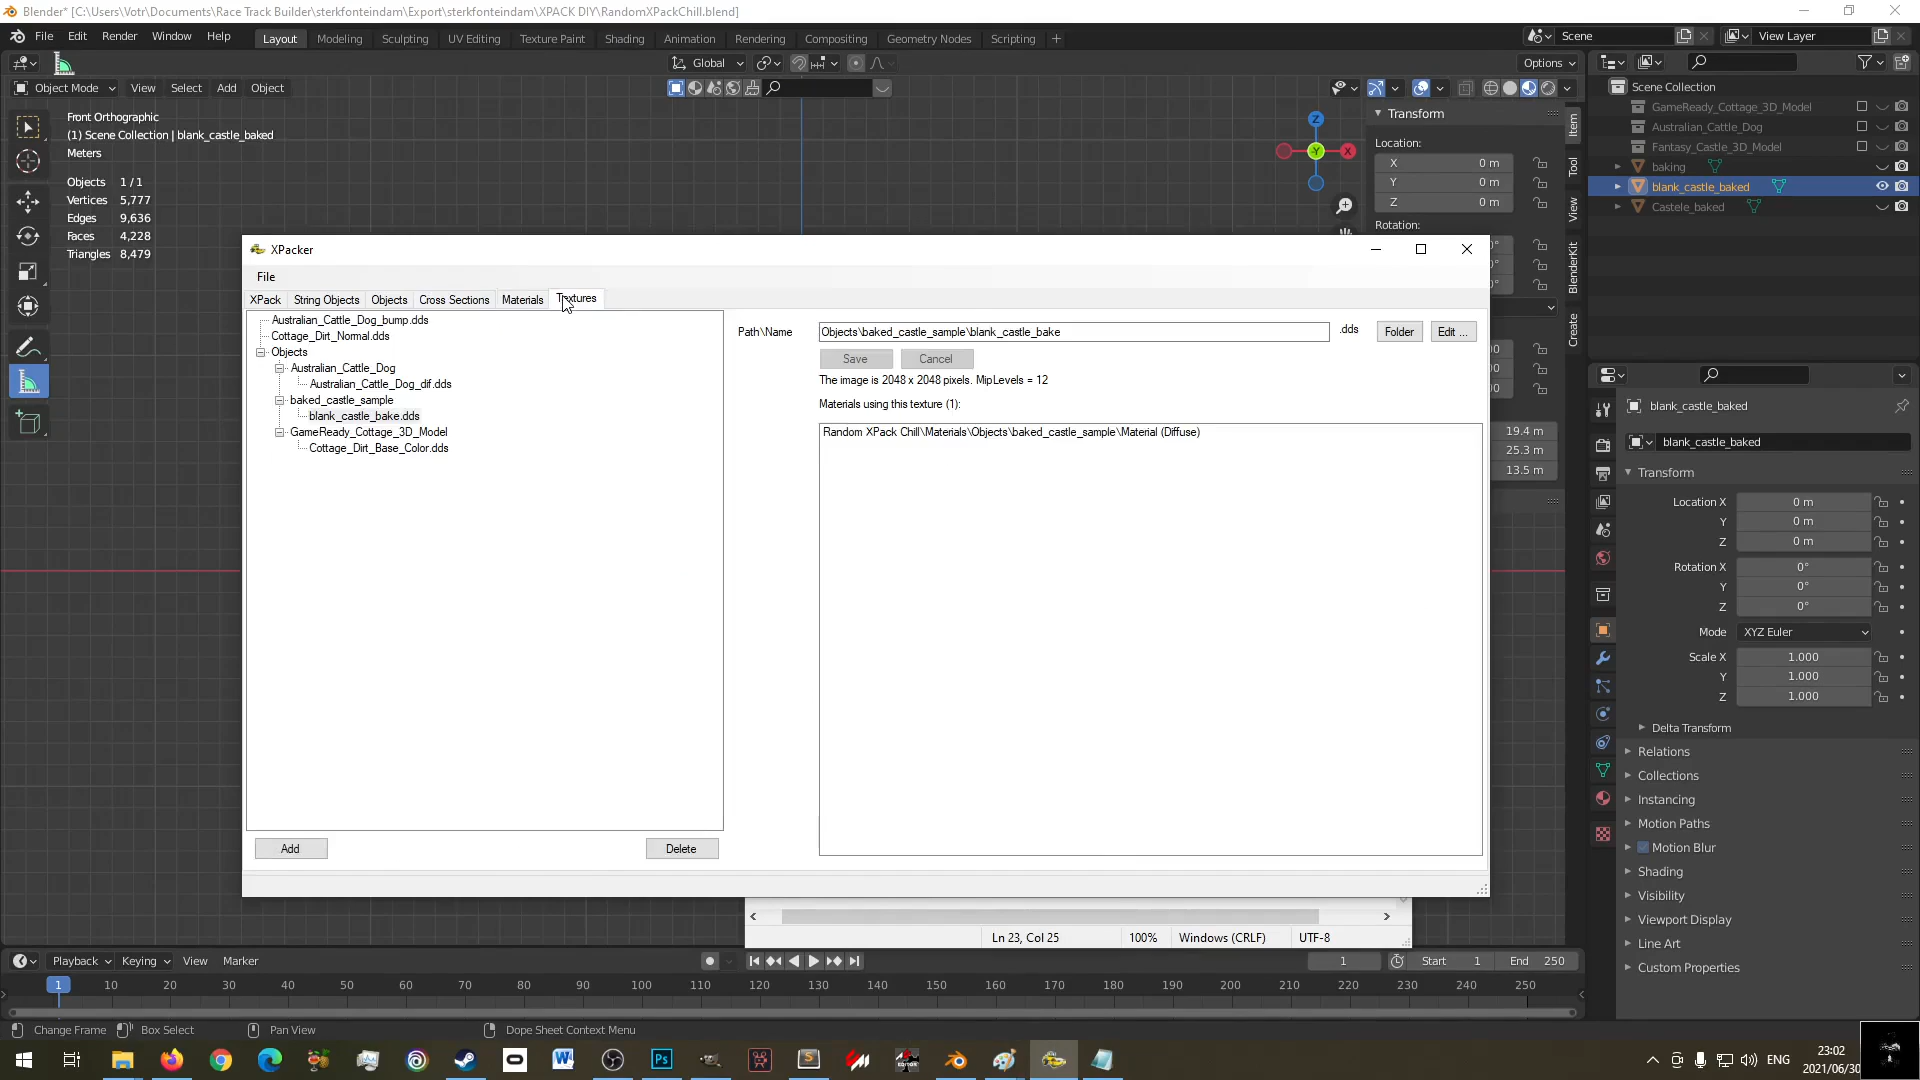 Blender* [C:\Users\Votr\Documents\Race Track Builder\sterkfonteindam\Export\sterkfonteindam\XPACK DIY\RandomXPackChill.blend]
File Edit Render Window Help Layout Modeling Sculpting UV Editing Texture Paint Shading Animation Rendering Compositing Geometry Nodes Scripting + Scene View Layer
Global Options
Object Mode View Select Add Object
Front Orthographic
(1) Scene Collection | blank_castle_baked
Meters
Objects 1 / 1
Vertices 5,777
Edges 9,636
Faces 4,228
Triangles 8,479
Z
Y
X
Transform
Location:
X 0 m
Y 0 m
Z 0 m
Rotation:
19.4 m
25.3 m
13.5 m
Item
Tool
View
BlenderKit
Create
Scene Collection
GameReady_Cottage_3D_Model
Australian_Cattle_Dog
Fantasy_Castle_3D_Model
baking
blank_castle_baked
Castele_baked
XPacker
File
XPack String Objects Objects Cross Sections Materials Textures
Australian_Cattle_Dog_bump.dds
Cottage_Dirt_Normal.dds
Objects
Australian_Cattle_Dog
Australian_Cattle_Dog_dif.dds
baked_castle_sample
blank_castle_bake.dds
GameReady_Cottage_3D_Model
Cottage_Dirt_Base_Color.dds
Add Delete
Path\Name Objects\baked_castle_sample\blank_castle_bake .dds Folder Edit ...
Save Cancel
The image is 2048 x 2048 pixels. MipLevels = 12
Materials using this texture (1):
Random XPack Chill\Materials\Objects\baked_castle_sample\Material (Diffuse)
Ln 23, Col 25 100% Windows (CRLF) UTF-8
blank_castle_baked
blank_castle_baked
Transform
Location X 0 m
Y 0 m
Z 0 m
Rotation X 0°
Y 0°
Z 0°
Mode XYZ Euler
Scale X 1.000
Y 1.000
Z 1.000
Delta Transform
Relations
Collections
Instancing
Motion Paths
Motion Blur
Shading
Visibility
Viewport Display
Line Art
Custom Properties
Playback Keying View Marker 1 Start 1 End 250
1 10 20 30 40 50 60 70 80 90 100 110 120 130 140 150 160 170 180 190 200 210 220 230 240 250
Change Frame Box Select Pan View Dope Sheet Context Menu
ENG 23:02
2021/06/30